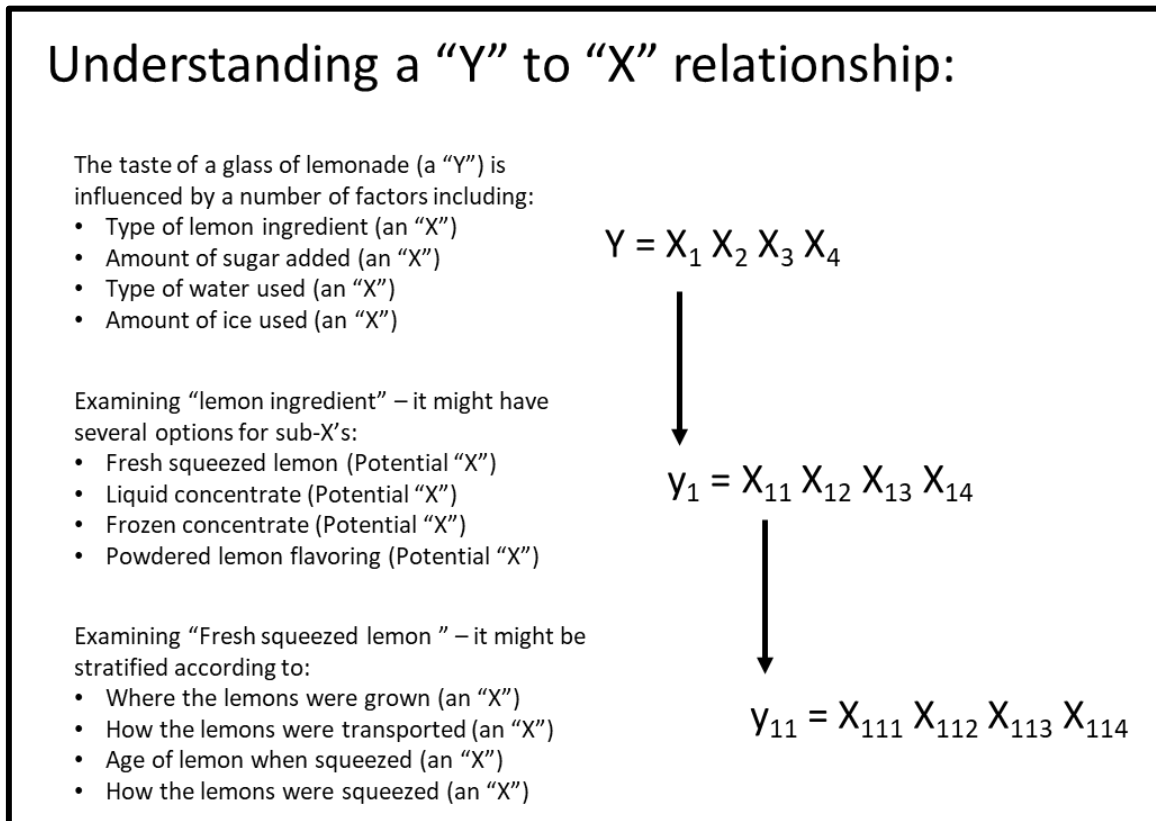 Understanding a “Y” to “X” relationship:
The taste of a glass of lemonade (a “Y”) is
influenced by a number of factors including:
• Type of lemon ingredient (an “X”)
• Amount of sugar added (an “X”)
• Type of water used (an “X”)
• Amount of ice used (an “X”)
Y = X₁ X₂ X₃ X₄
Examining “lemon ingredient” – it might have
several options for sub-X’s:
• Fresh squeezed lemon (Potential “X”)
• Liquid concentrate (Potential “X”)
• Frozen concentrate (Potential “X”)
• Powdered lemon flavoring (Potential “X”)
y₁ = X₁₁ X₁₂ X₁₃ X₁₄
Examining “Fresh squeezed lemon ” – it might be
stratified according to:
• Where the lemons were grown (an “X”)
• How the lemons were transported (an “X”)
• Age of lemon when squeezed (an “X”)
• How the lemons were squeezed (an “X”)
y₁₁ = X₁₁₁ X₁₁₂ X₁₁₃ X₁₁₄